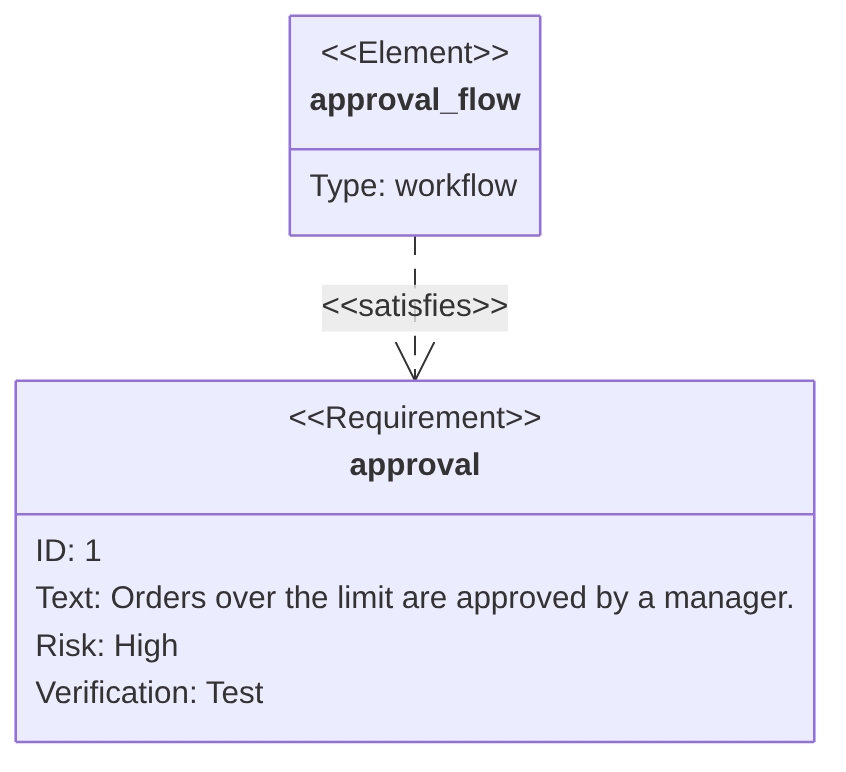 <<Element>>
approval_flow
Type: workflow
<<satisfies>>
<<Requirement>>
approval
ID: 1
Text: Orders over the limit are approved by a manager.
Risk: High
Verification: Test